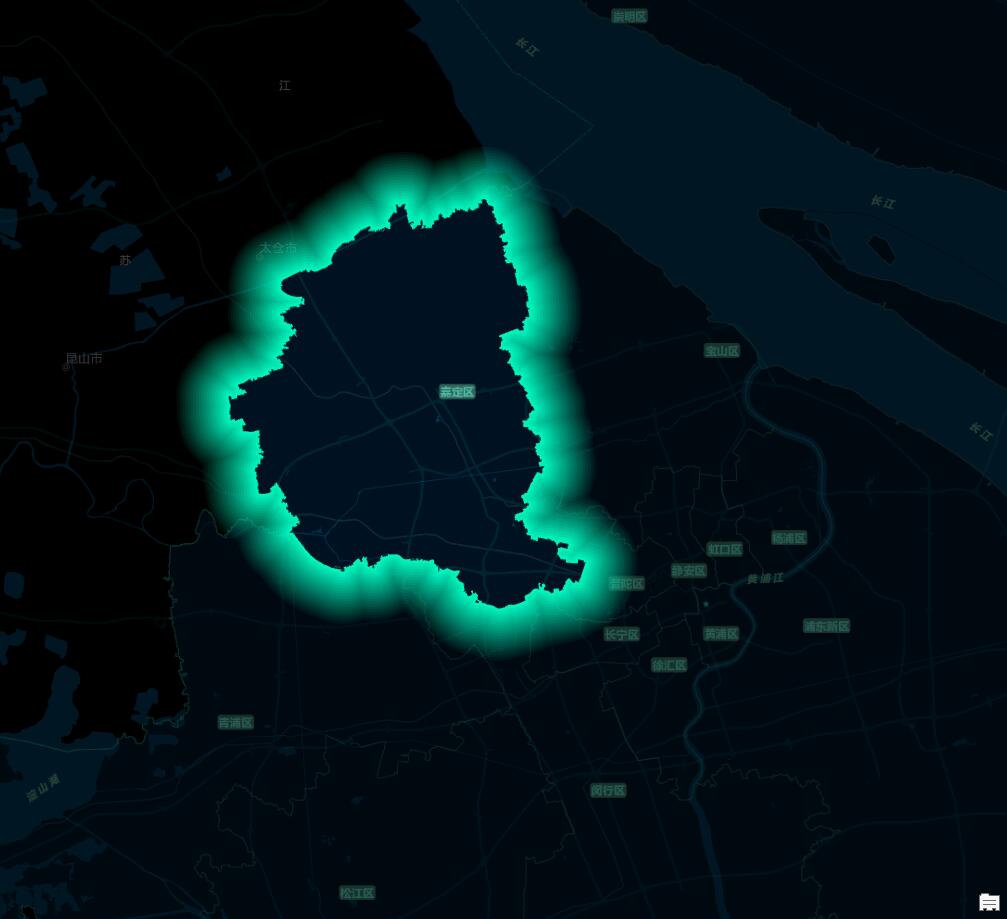 崇明区
长江
江
长江
太仓市
苏
宝山区
昆山市
嘉定区
长江
杨浦区
虹口区
静安区
黄浦江
普陀区
浦东新区
长宁区
黄浦区
徐汇区
青浦区
淀山湖
闵行区
松江区